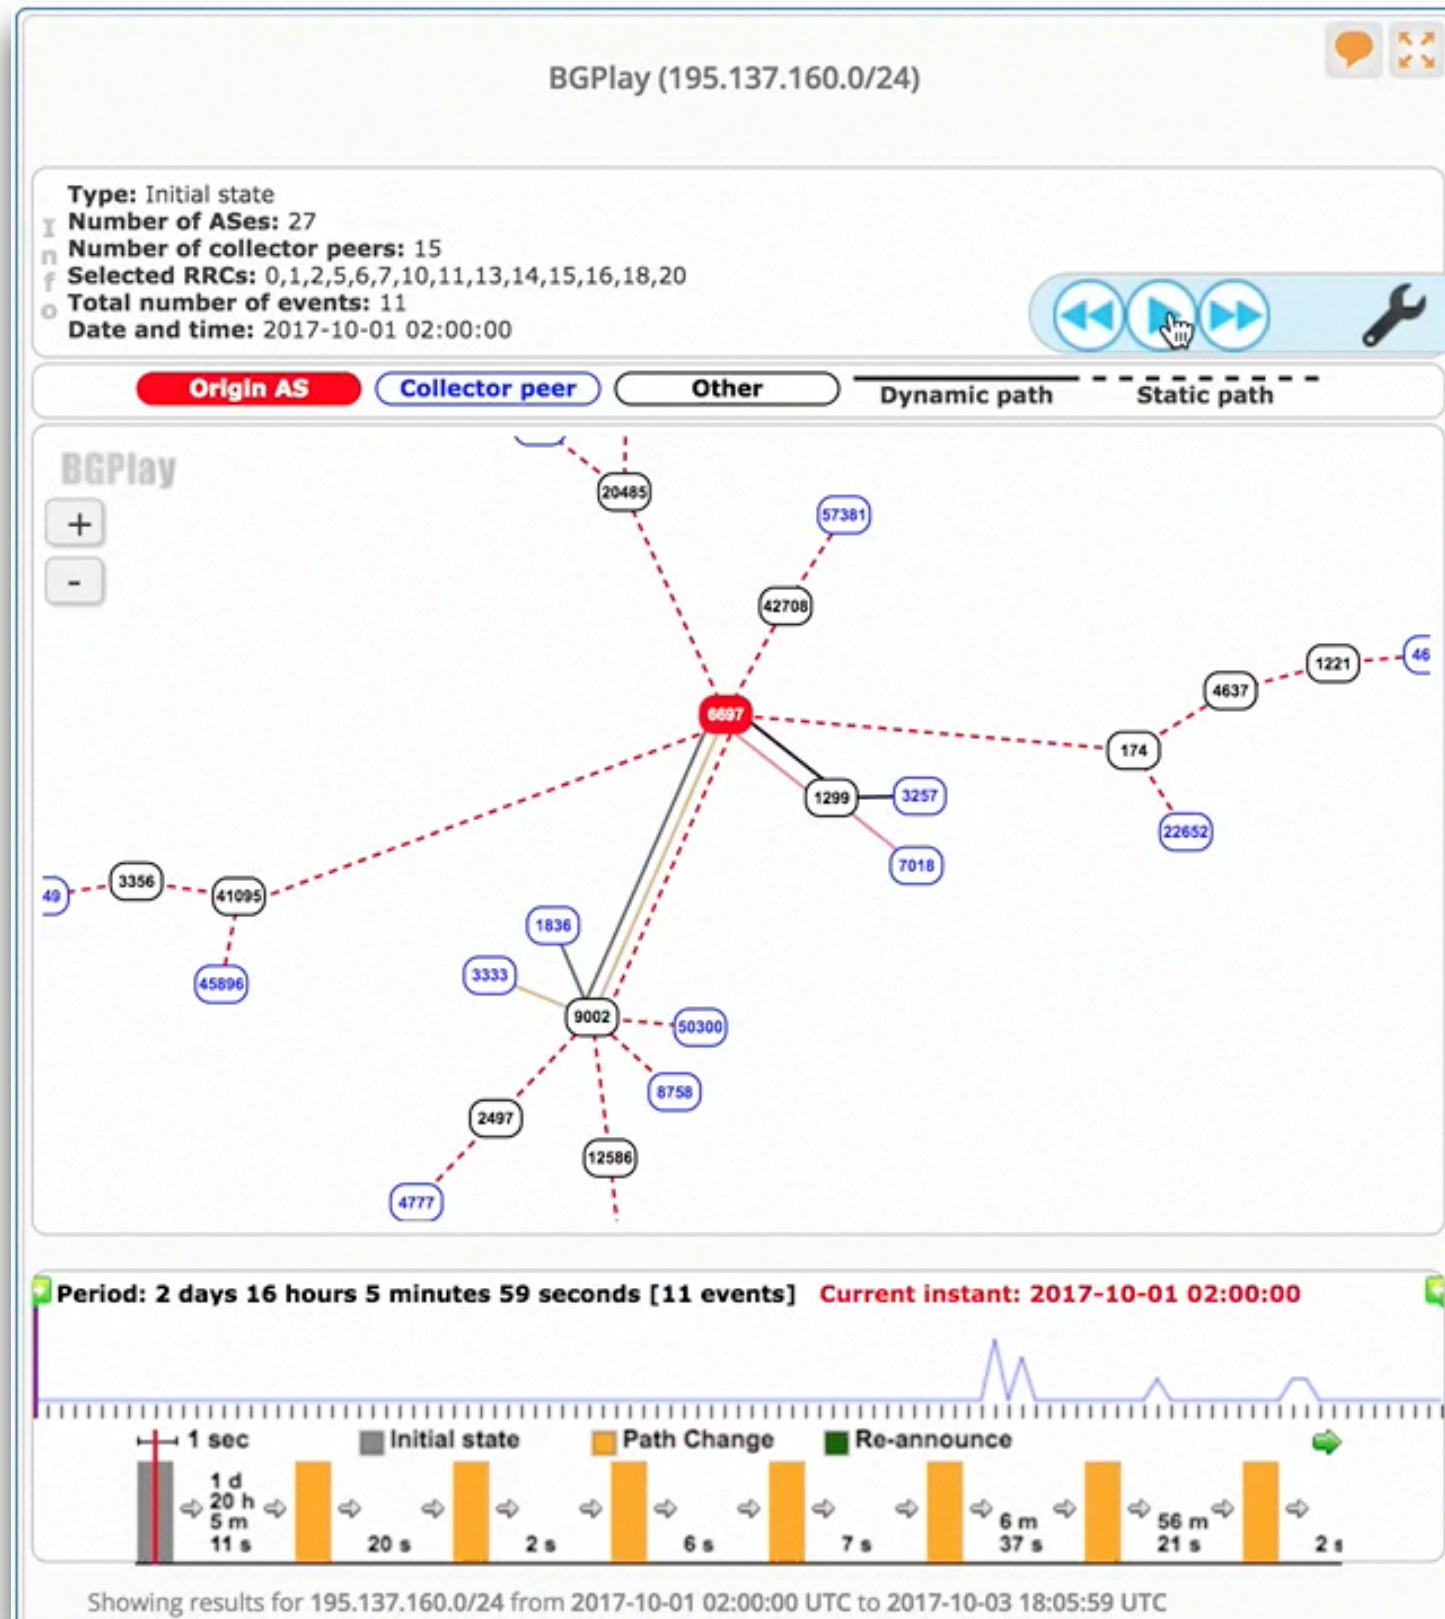 BGPlay (195.137.160.0/24)
Info
Type: Initial state
Number of ASes: 27
Number of collector peers: 15
Selected RRCs: 0,1,2,5,6,7,10,11,13,14,15,16,18,20
Total number of events: 11
Date and time: 2017-10-01 02:00:00
Origin AS Collector peer Other Dynamic path Static path
BGPlay
+
-
20485
57381
42708
46
1221
4637
6697
174
1299
3257
22652
7018
3356
49
41095
1836
3333
45896
9002
50300
8758
2497
12586
4777
Period: 2 days 16 hours 5 minutes 59 seconds [11 events] Current instant: 2017-10-01 02:00:00
1 sec Initial state Path Change Re-announce
1 d
20 h
5 m 6 m 56 m
11 s 20 s 2 s 6 s 7 s 37 s 21 s 2 s
Showing results for 195.137.160.0/24 from 2017-10-01 02:00:00 UTC to 2017-10-03 18:05:59 UTC